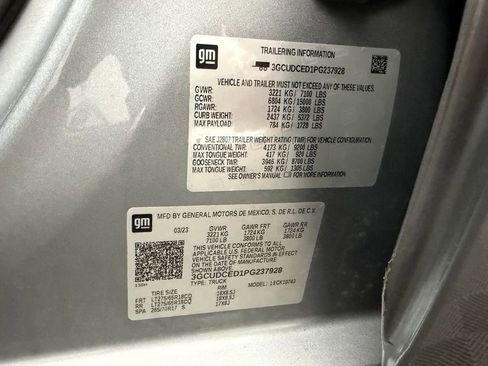 gm
TRAILERING INFORMATION
3GCUDCED1PG237928
VEHICLE AND TRAILER MUST NOT EXCEED ANY OF THESE VALUES.
GVWR: 3221 KG/ 7100 LBS
GCWR: 6804 KG/15000 LBS
RGAWR: 1724 KG/ 3800 LBS
CURB WEIGHT: 2437 KG/ 5372 LBS
MAX PAYLOAD: 784 KG/ 1728 LBS
SAE J2807 TRAILER WEIGHT RATING (TWR) FOR VEHICLE CONFIGURATION
CONVENTIONAL TWR: 4173 KG/ 9200 LBS
MAX TONGUE WT: 417 KG/ 920 LBS
GOOSENECK TWR: 3946 KG/ 8700 LBS
MAX TONGUE WT: 592 KG/ 1305 LBS
SEE OWNER'S MANUAL FOR MORE INFORMATION
gm
MFD BY GENERAL MOTORS DE MEXICO, S. DE R.L. DE C.V.
03/23 GVWR GAWR FRT GAWR RR
3221 KG 1724 KG 1724 KG
7100 LB 3800 LB 3800 LB
THIS VEHICLE CONFORMS TO ALL
APPLICABLE U.S. FEDERAL MOTOR
VEHICLE SAFETY STANDARDS IN
EFFECT ON THE DATE OF
MANUFACTURE SHOWN ABOVE.
3GCUDCED1PG237928
TYPE: TRUCK MODEL: 14CK10743
TIRE SIZE RIM
FRT LT275/65R18CQ 18X8.5J
RR LT275/65R18CQ 18X8.5J
SPA 265/70R17 S 17X8J